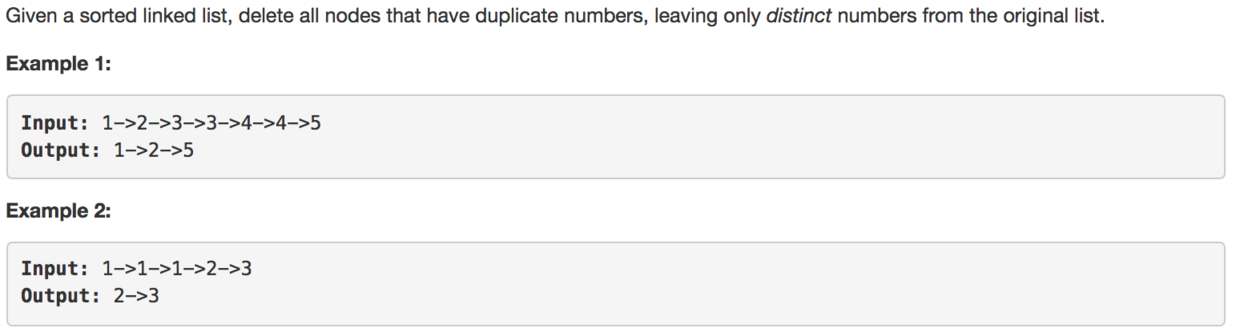 Given a sorted linked list, delete all nodes that have duplicate numbers, leaving only distinct numbers from the original list.
Example 1:
Input: 1->2->3->3->4->4->5
Output: 1->2->5
Example 2:
Input: 1->1->1->2->3
Output: 2->3